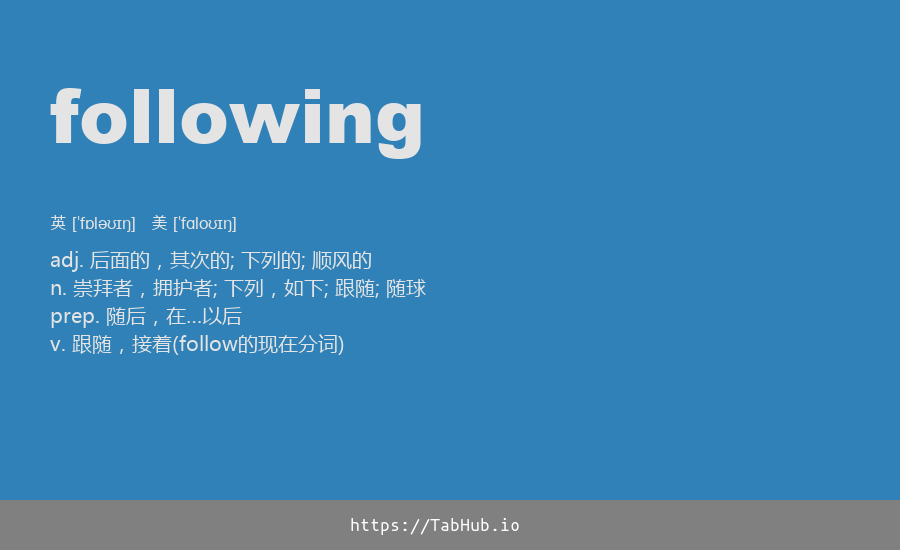 following
英 [ˈfɒləʊɪŋ] 美 [ˈfɑloʊɪŋ]
adj. 后面的，其次的; 下列的; 顺风的
n. 崇拜者，拥护者; 下列，如下; 跟随; 随球
prep. 随后，在...以后
v. 跟随，接着(follow的现在分词)
https://TabHub.io